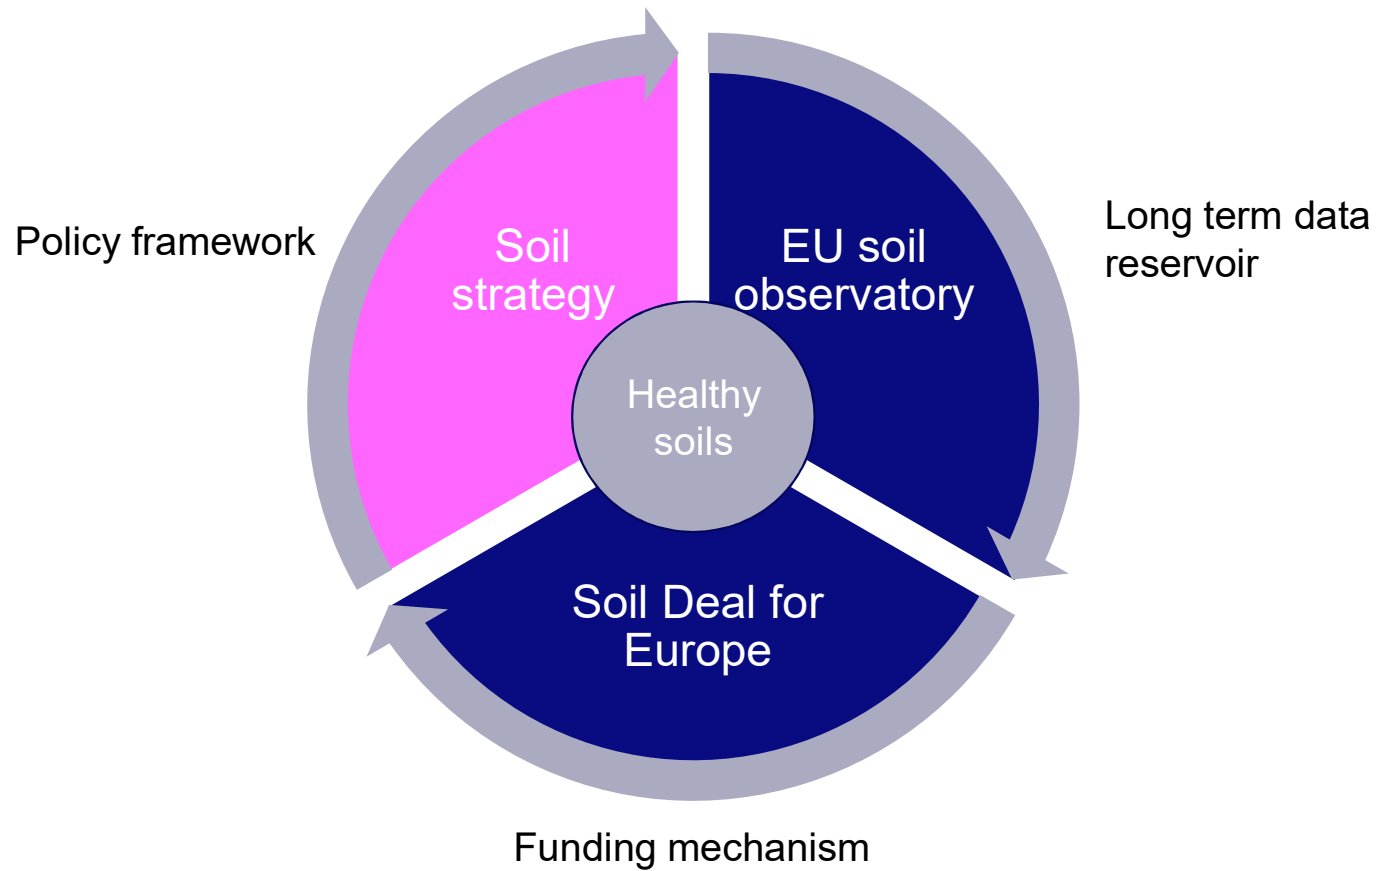 Policy framework
Soil
strategy
EU soil
observatory
Long term data
reservoir
Healthy
soils
Soil Deal for
Europe
Funding mechanism